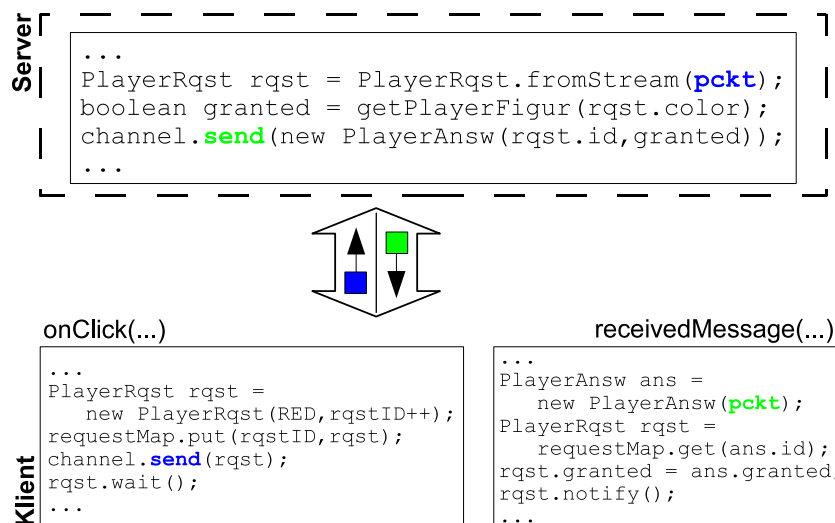 Server
...
PlayerRqst rqst = PlayerRqst.fromStream(pckt);
boolean granted = getPlayerFigur(rqst.color);
channel.send(new PlayerAnsw(rqst.id,granted));
...
onClick(...)
Klient
...
PlayerRqst rqst =
new PlayerRqst(RED,rqstID++);
requestMap.put(rqstID,rqst);
channel.send(rqst);
rqst.wait();
...
receivedMessage(...)
...
PlayerAnsw ans =
new PlayerAnsw(pckt);
PlayerRqst rqst =
requestMap.get(ans.id);
rqst.granted = ans.granted;
rqst.notify();
...